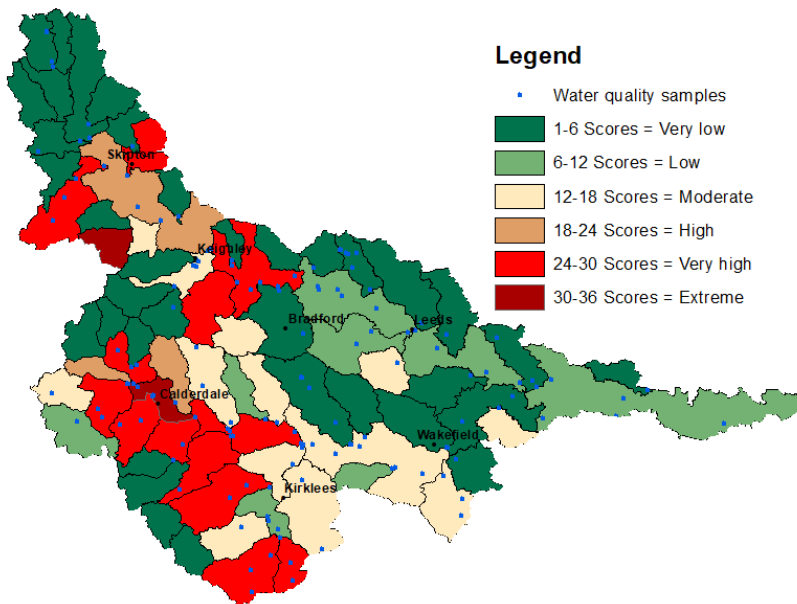 Legend
Water quality samples
1-6 Scores = Very low
6-12 Scores = Low
12-18 Scores = Moderate
18-24 Scores = High
24-30 Scores = Very high
30-36 Scores = Extreme
Skipton
Keighley
Bradford
Leeds
Calderdale
Wakefield
Kirklees